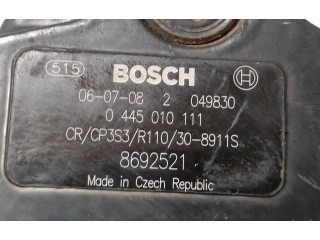 515 BOSCH
06-07-08 2 049830
0 445 010 111
CR/CP3S3/R110/30-8911S
8692521
Made in Czech Republic